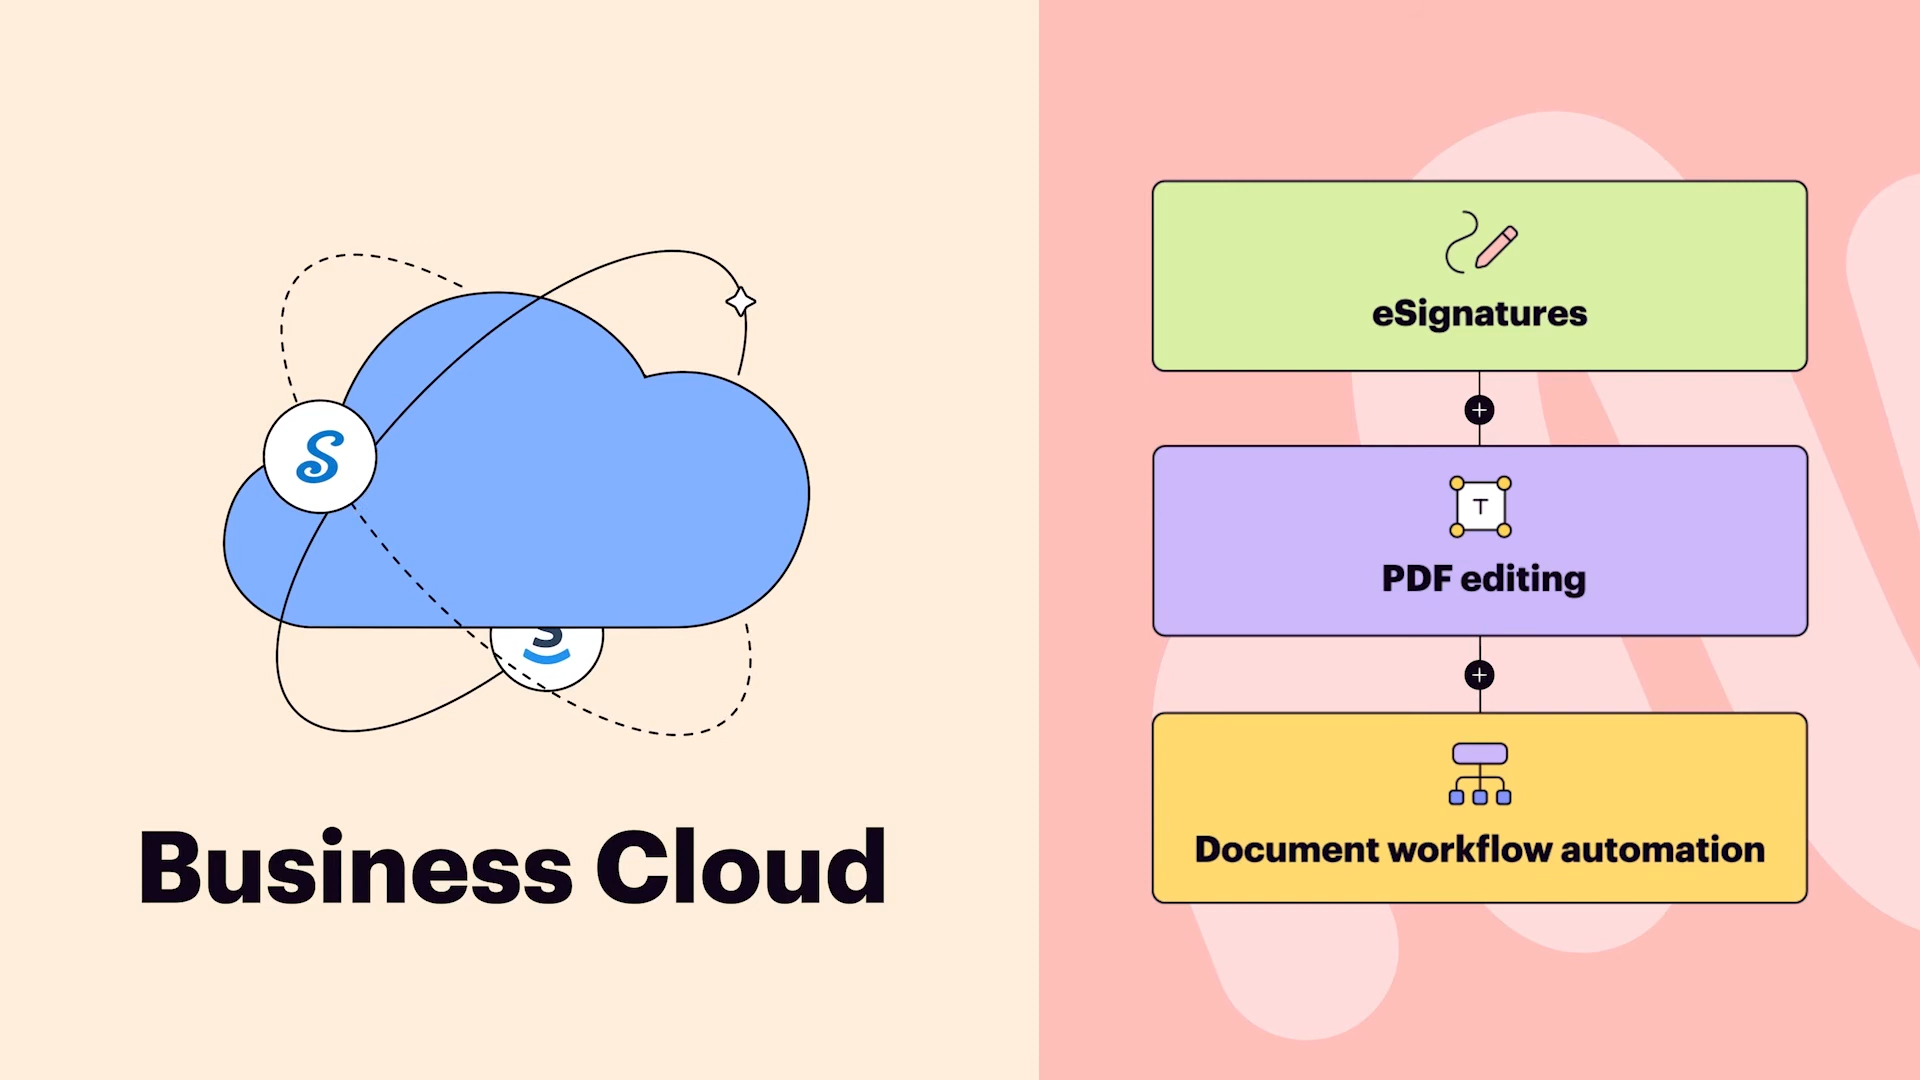 S
S
Business Cloud
eSignatures
T
PDF editing
Document workflow automation